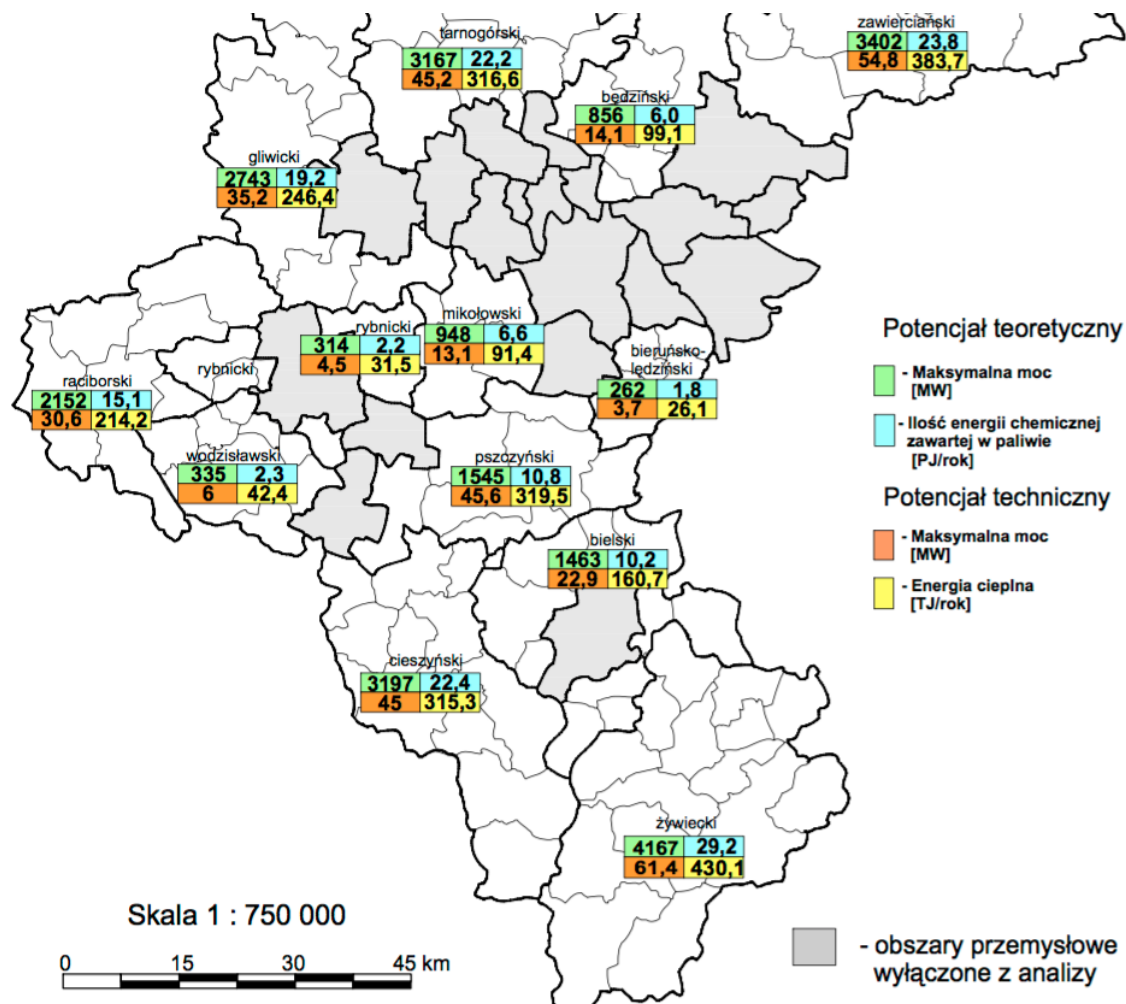 tarnogórski
3167 22,2
45,2 316,6
zawierciański
3402 23,8
54,8 383,7
będziński
856 6,0
14,1 99,1
gliwicki
2743 19,2
35,2 246,4
mikołowski
948 6,6
13,1 91,4
rybnicki
314 2,2
4,5 31,5
bieruńsko-
lędziński
262 1,8
3,7 26,1
rybnicki
raciborski
2152 15,1
30,6 214,2
wodzisławski
335 2,3
6 42,4
pszczyński
1545 10,8
45,6 319,5
bielski
1463 10,2
22,9 160,7
cieszyński
3197 22,4
45 315,3
żywiecki
4167 29,2
61,4 430,1
Potencjał teoretyczny
- Maksymalna moc
[MW]
- Ilość energii chemicznej
zawartej w paliwie
[PJ/rok]
Potencjał techniczny
- Maksymalna moc
[MW]
- Energia cieplna
[TJ/rok]
Skala 1 : 750 000
0 15 30 45 km
- obszary przemysłowe
wyłączone z analizy